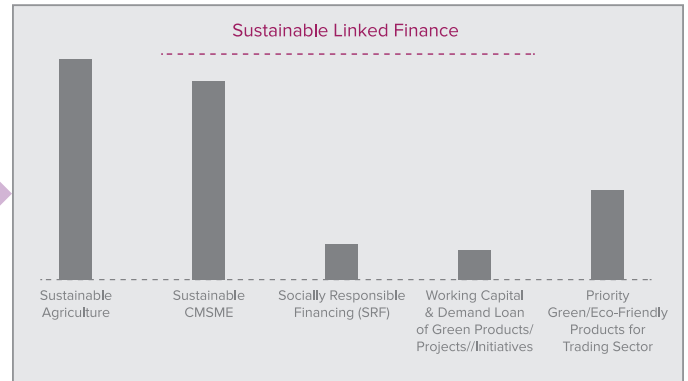 Sustainable Linked Finance
Sustainable
Agriculture
Sustainable
CMSME
Socially Responsible
Financing (SRF)
Working Capital
& Demand Loan
of Green Products/
Projects//Initiatives
Priority
Green/Eco-Friendly
Products for
Trading Sector